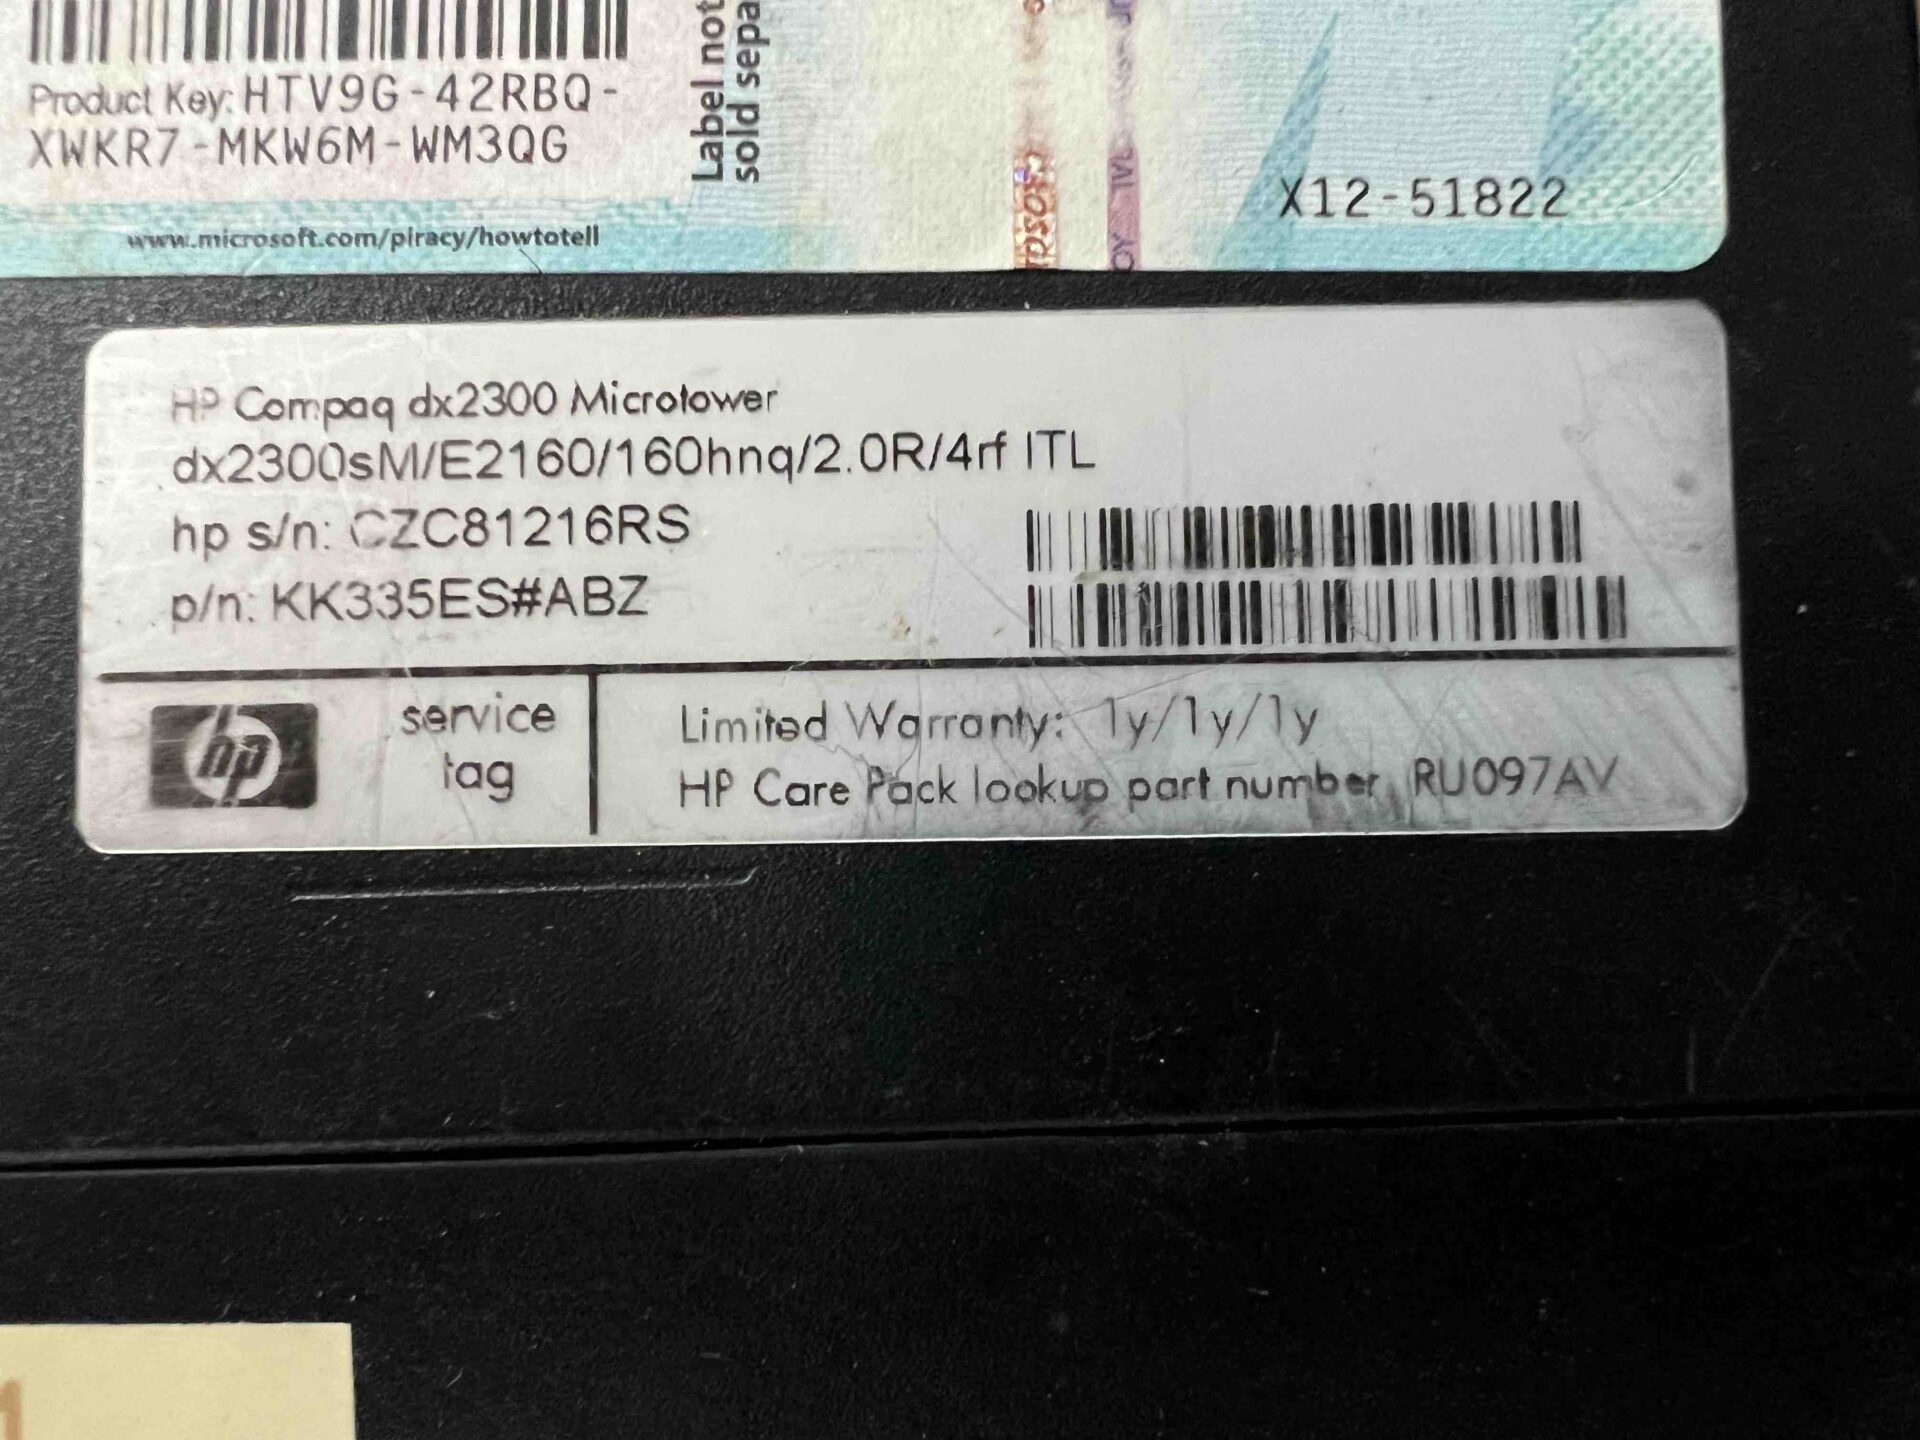 Product Key: HTV9G-42RBQ-
XWKR7-MKW6M-WM3QG
www.microsoft.com/piracy/howtotell
Label not
sold sepa
X12-51822
HP Compaq dx2300 Microtower
dx2300sM/E2160/160hnq/2.0R/4rf ITL
hp s/n: CZC81216RS
p/n: KK335ES#ABZ
hp
service
tag
Limited Warranty: 1y/1y/1y
HP Care Pack lookup part number RU097AV